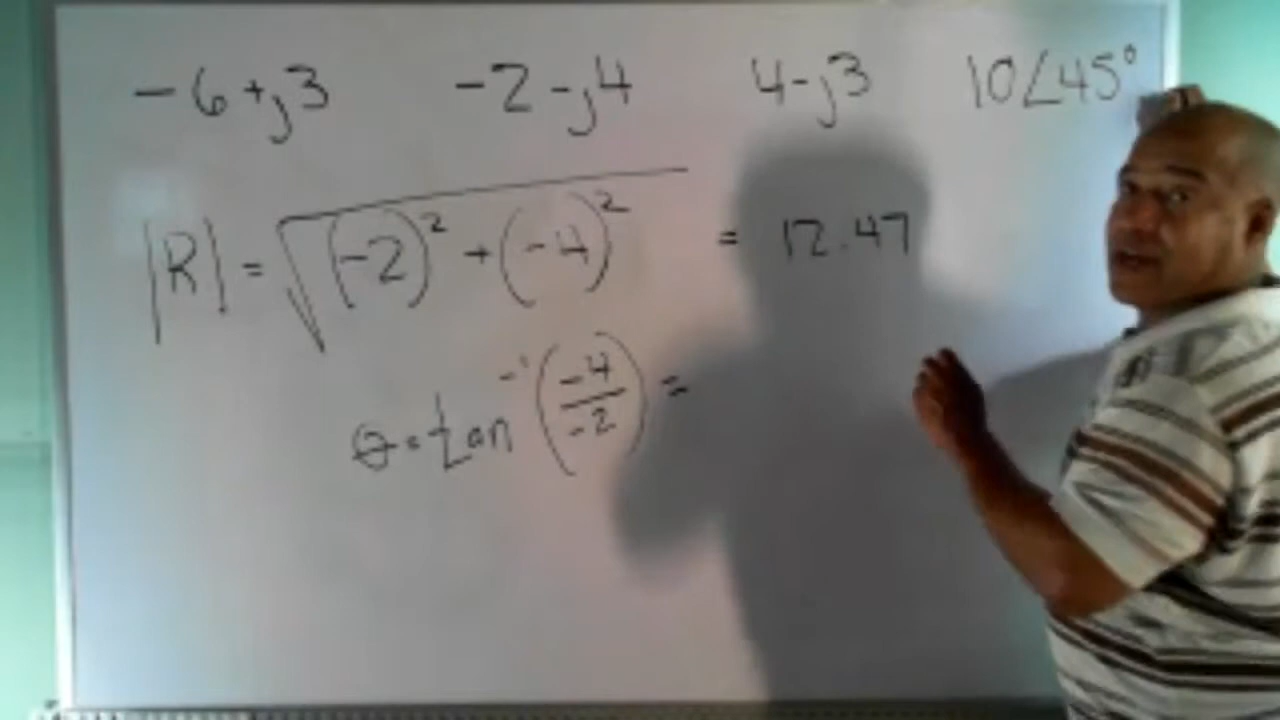 -6+j3 -2-j4 4-j3 10∠45°
|R| = √((-2)² + (-4)²) = 12.47
θ = tan⁻¹(-4/-2) =